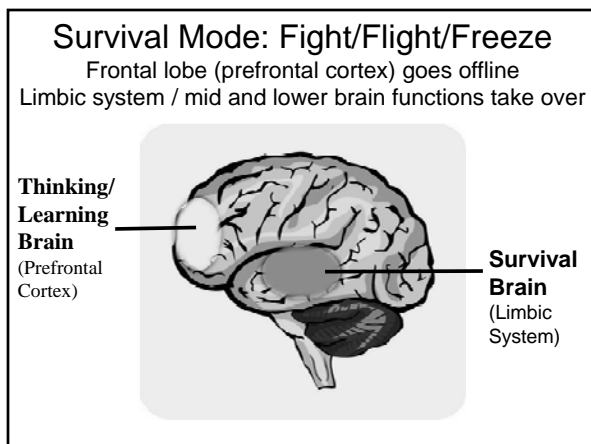 Survival Mode: Fight/Flight/Freeze
Frontal lobe (prefrontal cortex) goes offline
Limbic system / mid and lower brain functions take over
Thinking/
Learning
Brain
(Prefrontal
Cortex)
Survival
Brain
(Limbic
System)